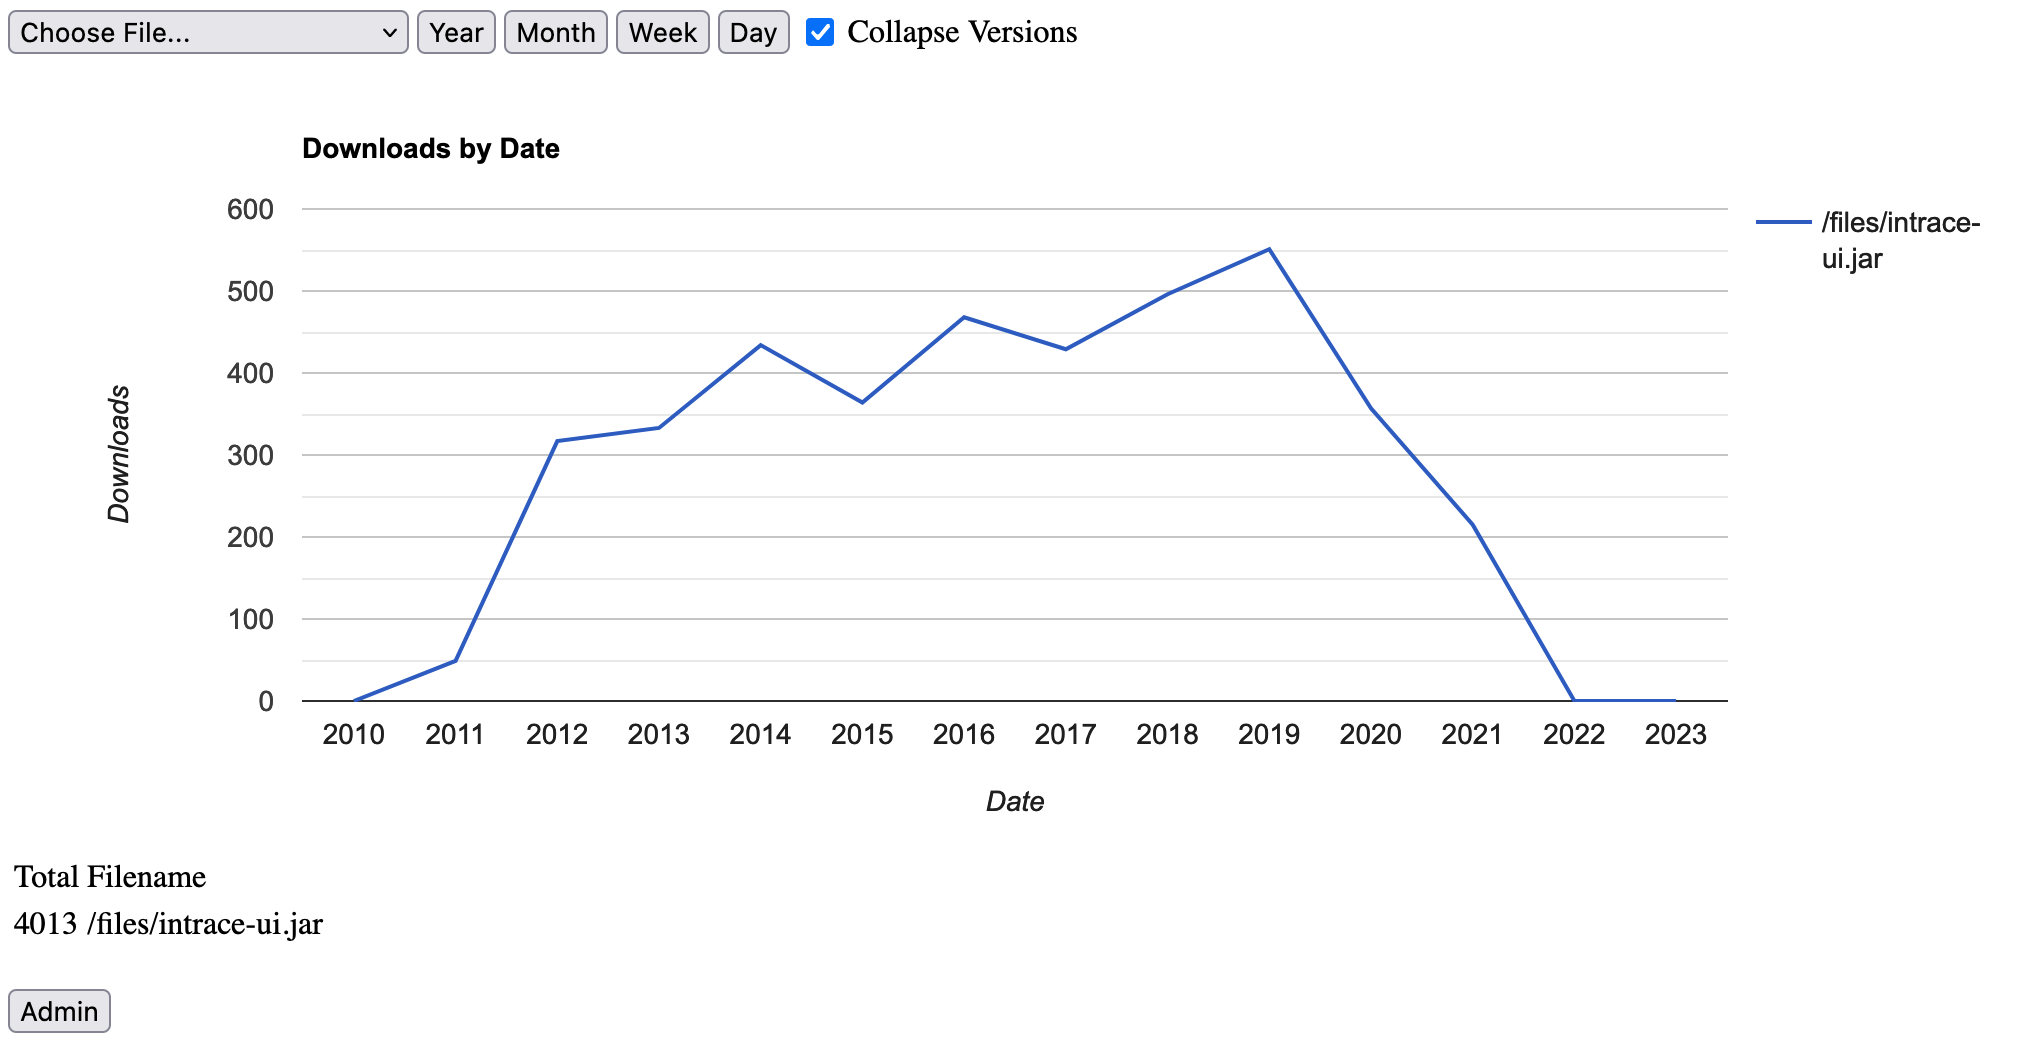 Choose File... Year Month Week Day Collapse Versions
Downloads by Date
/files/intrace-
ui.jar
Downloads
600
500
400
300
200
100
0
2010 2011 2012 2013 2014 2015 2016 2017 2018 2019 2020 2021 2022 2023
Date
Total Filename
4013 /files/intrace-ui.jar
Admin